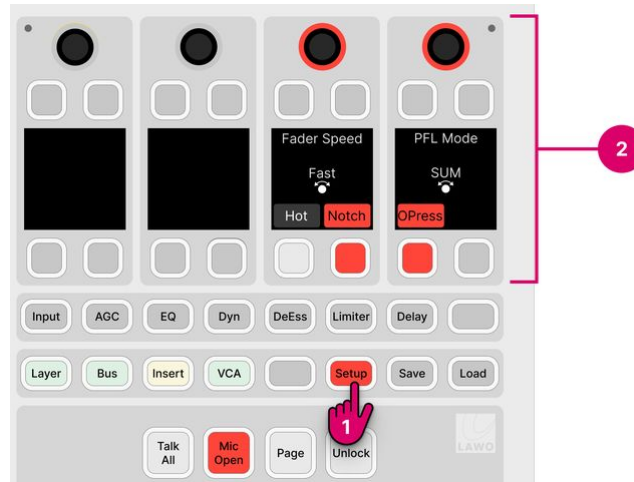 Fader Speed
Fast
Hot
Notch
PFL Mode
SUM
OPress
2
Input
AGC
EQ
Dyn
DeEss
Limiter
Delay
Layer
Bus
Insert
VCA
Setup
Save
Load
1
Talk
All
Mic
Open
Page
Unlock
LAWO